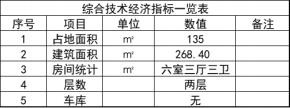 综合技术经济指标一览表
序号 项目 单位 数值 备注
1 占地面积 ㎡ 135
2 建筑面积 ㎡ 268.40
3 房间统计 ㎡ 六室三厅三卫
4 层数 两层
5 车库 无